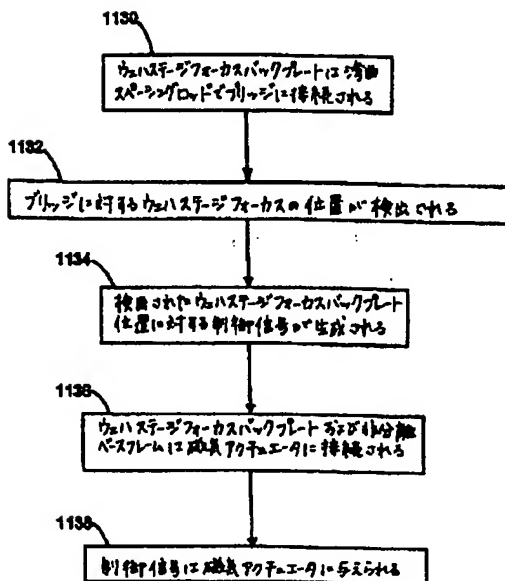 1130
ウェハステージフォーカスバックプレートは湾曲
スペーシングロッドでブリッジに接続される
1132
ブリッジに対するウェハステージフォーカスの位置が検出される
1134
検出されたウェハステージフォーカスバックプレート
位置に対する制御信号が生成される
1136
ウェハステージフォーカスバックプレートおよび非分離
ベースフレームは磁気アクチュエータに接続される
1138
制御信号は磁気アクチュエータに与えられる